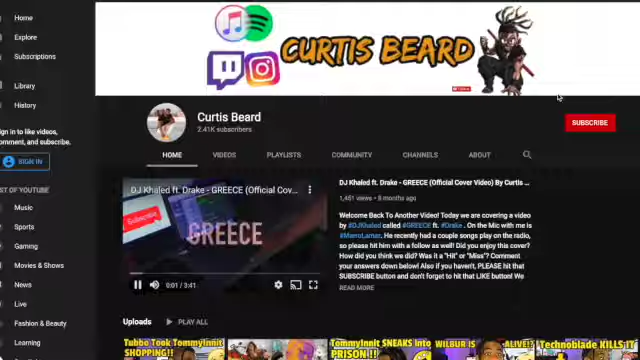 Home
Explore
Subscriptions
Library
History
ign in to like videos,
omment, and subscribe.
SIGN IN
ST OF YOUTUBE
Music
Sports
Gaming
Movies & Shows
News
Live
Fashion & Beauty
Learning
CURTIS BEARD
Curtis Beard
2.41K subscribers
SUBSCRIBE
HOME
VIDEOS
PLAYLISTS
COMMUNITY
CHANNELS
ABOUT
DJ Khaled ft. Drake - GREECE (Official Cov...
GREECE
0:01 / 3:41
DJ Khaled ft. Drake - GREECE (Official Cover Video) By Curtis ...
1,451 views • 8 months ago
Welcome Back To Another Video! Today we are covering a video
by #DJKhaled called #GREECE ft. #Drake . On the Mic with me is
He recently had a couple songs play on the radio,
so please hit him with a follow as well! Did you enjoy this cover?
How did you think we did? Was it a "Hit" or "Miss"? Comment
your answers down below! Also if you haven't, PLEASE hit that
SUBSCRIBE button and don't forget to hit that LIKE button! We
READ MORE
Uploads
PLAY ALL
Tubbo Took TommyInnit
SHOPPING!!
TommyInnit SNEAKS Into
PRISON !!
WILBUR IS
ALIVE!?
Technoblade KILLS IT